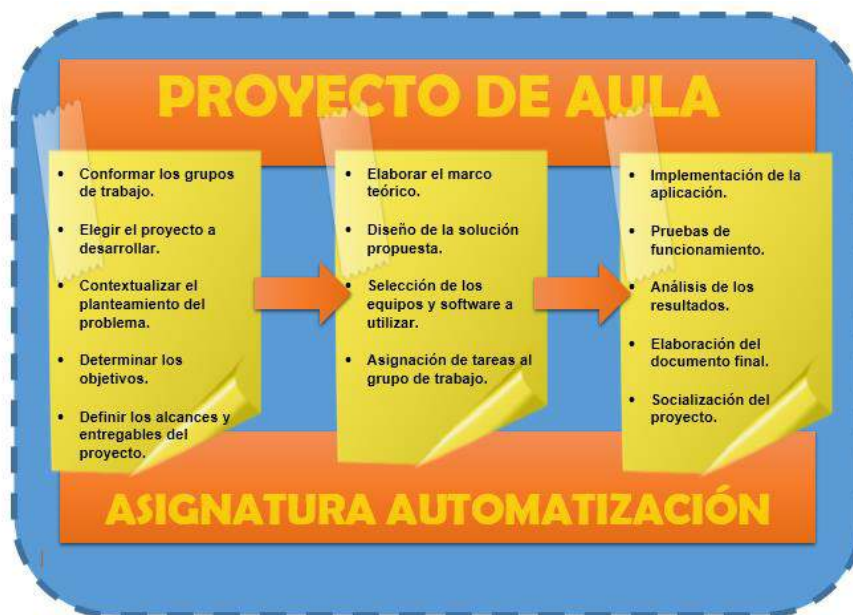 PROYECTO DE AULA
• Conformar los grupos
de trabajo.
• Elegir el proyecto a
desarrollar.
• Contextualizar el
planteamiento del
problema.
• Determinar los
objetivos.
• Definir los alcances y
entregables del
proyecto.
• Elaborar el marco
teórico.
• Diseño de la solución
propuesta.
• Selección de los
equipos y software a
utilizar.
• Asignación de tareas al
grupo de trabajo.
• Implementación de la
aplicación.
• Pruebas de
funcionamiento.
• Análisis de los
resultados.
• Elaboración del
documento final.
• Socialización del
proyecto.
ASIGNATURA AUTOMATIZACIÓN